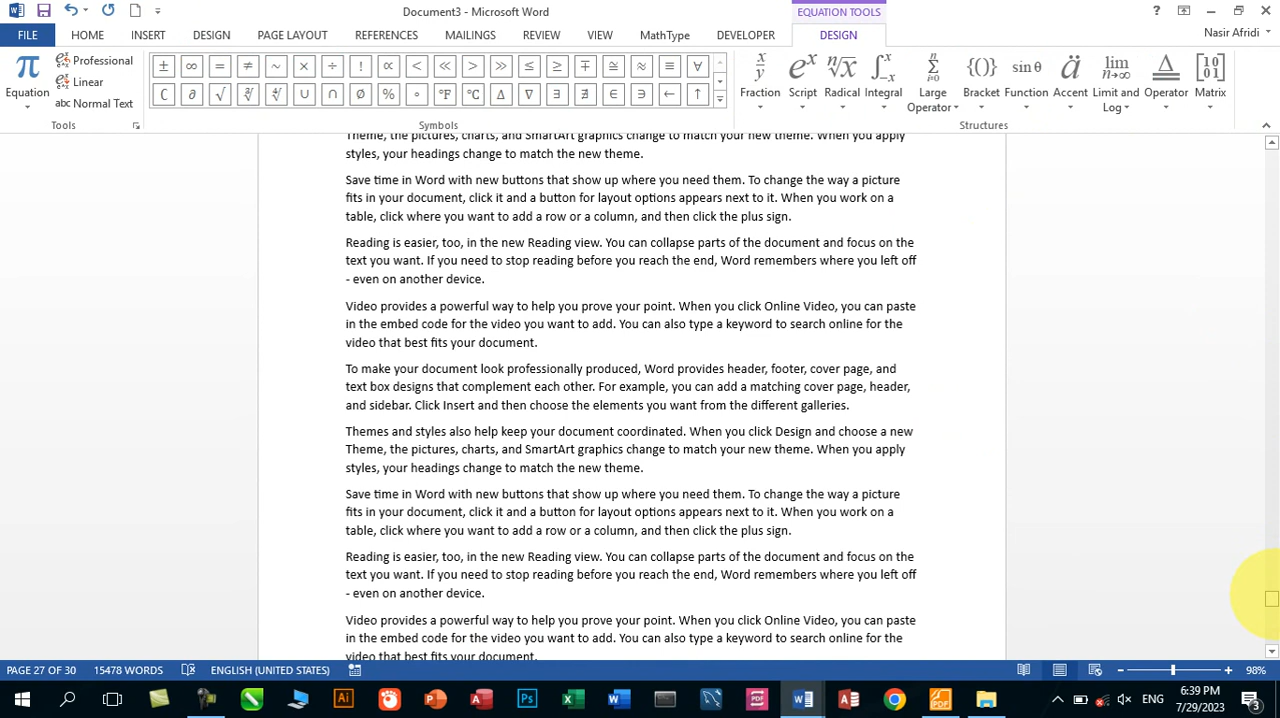 Document3 - Microsoft Word
EQUATION TOOLS
?
FILE HOME INSERT DESIGN PAGE LAYOUT REFERENCES MAILINGS REVIEW VIEW MathType DEVELOPER DESIGN
Nasir Afridi
Equation
Professional
Linear
abc Normal Text
Tools
± ∞ = ≠ ~ × ÷ ! ∝ < ≪ > ≫ ≤ ≥ ∓ ≅ ≈ ≡ ∀
∁ ∂ √ ∛ ∜ ∪ ∩ ∅ % ° °F °C ∆ ∇ ∃ ∄ ∈ ∋ ← ↑
Symbols
Fraction Script Radical Integral Large Operator Bracket Function Accent Limit and Log Operator Matrix
Structures
Theme, the pictures, charts, and SmartArt graphics change to match your new theme. When you apply
styles, your headings change to match the new theme.
Save time in Word with new buttons that show up where you need them. To change the way a picture
fits in your document, click it and a button for layout options appears next to it. When you work on a
table, click where you want to add a row or a column, and then click the plus sign.
Reading is easier, too, in the new Reading view. You can collapse parts of the document and focus on the
text you want. If you need to stop reading before you reach the end, Word remembers where you left off
- even on another device.
Video provides a powerful way to help you prove your point. When you click Online Video, you can paste
in the embed code for the video you want to add. You can also type a keyword to search online for the
video that best fits your document.
To make your document look professionally produced, Word provides header, footer, cover page, and
text box designs that complement each other. For example, you can add a matching cover page, header,
and sidebar. Click Insert and then choose the elements you want from the different galleries.
Themes and styles also help keep your document coordinated. When you click Design and choose a new
Theme, the pictures, charts, and SmartArt graphics change to match your new theme. When you apply
styles, your headings change to match the new theme.
Save time in Word with new buttons that show up where you need them. To change the way a picture
fits in your document, click it and a button for layout options appears next to it. When you work on a
table, click where you want to add a row or a column, and then click the plus sign.
Reading is easier, too, in the new Reading view. You can collapse parts of the document and focus on the
text you want. If you need to stop reading before you reach the end, Word remembers where you left off
- even on another device.
Video provides a powerful way to help you prove your point. When you click Online Video, you can paste
in the embed code for the video you want to add. You can also type a keyword to search online for the
video that best fits your document.
PAGE 27 OF 30 15478 WORDS ENGLISH (UNITED STATES) 98%
ENG
6:39 PM
7/29/2023
3